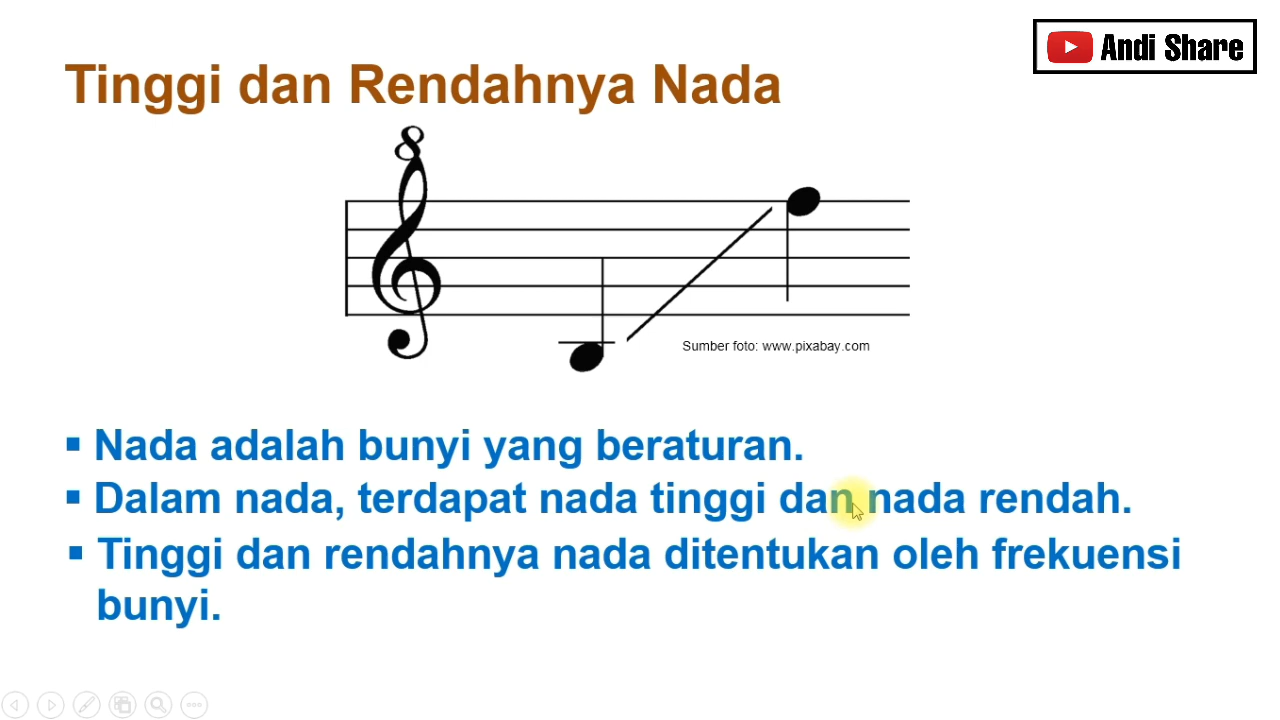 Andi Share
Tinggi dan Rendahnya Nada
8
Sumber foto: www.pixabay.com
▪ Nada adalah bunyi yang beraturan.
▪ Dalam nada, terdapat nada tinggi dan nada rendah.
▪ Tinggi dan rendahnya nada ditentukan oleh frekuensi
bunyi.